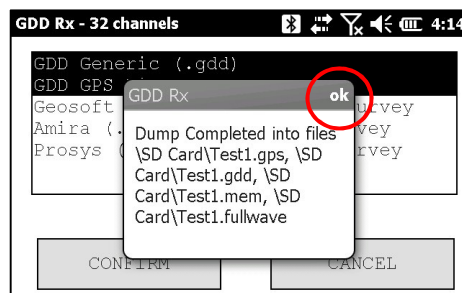 GDD Rx - 32 channels 4:14
GDD Generic (.gdd)
GDD GPS
Geosoft urvey
Amira (. vey
Prosys ( rvey
GDD Rx ok
Dump Completed into files
\SD Card\Test1.gps, \SD
Card\Test1.gdd, \SD
Card\Test1.mem, \SD
Card\Test1.fullwave
CONFIRM CANCEL